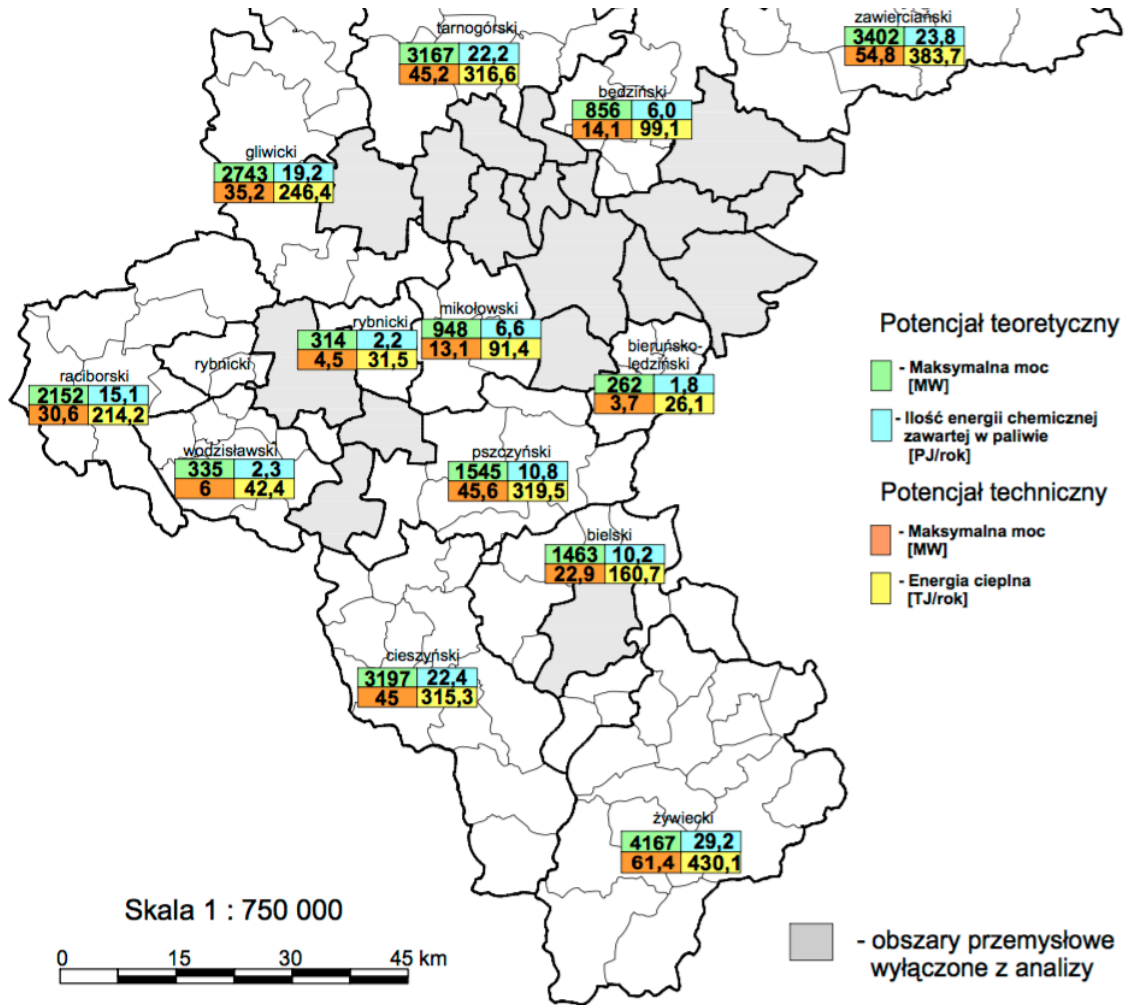 tarnogórski
3167 22,2
45,2 316,6
zawierciański
3402 23,8
54,8 383,7
będziński
856 6,0
14,1 99,1
gliwicki
2743 19,2
35,2 246,4
rybnicki
314 2,2
4,5 31,5
mikołowski
948 6,6
13,1 91,4
bieruńsko-
lędziński
262 1,8
3,7 26,1
rybnicki
raciborski
2152 15,1
30,6 214,2
wodzisławski
335 2,3
6 42,4
pszczyński
1545 10,8
45,6 319,5
bielski
1463 10,2
22,9 160,7
cieszyński
3197 22,4
45 315,3
żywiecki
4167 29,2
61,4 430,1
Potencjał teoretyczny
- Maksymalna moc
[MW]
- Ilość energii chemicznej
zawartej w paliwie
[PJ/rok]
Potencjał techniczny
- Maksymalna moc
[MW]
- Energia cieplna
[TJ/rok]
Skala 1 : 750 000
0 15 30 45 km
- obszary przemysłowe
wyłączone z analizy